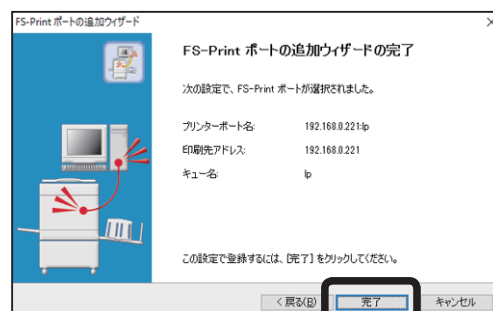 FS-Print ポートの追加ウィザード
FS-Print ポートの追加ウィザードの完了
次の設定で、FS-Print ポートが選択されました。
プリンターポート名: 192.168.0.221:lp
印刷先アドレス: 192.168.0.221
キュー名: lp
この設定で登録するには、[完了] をクリックしてください。
< 戻る(B) 完了 キャンセル